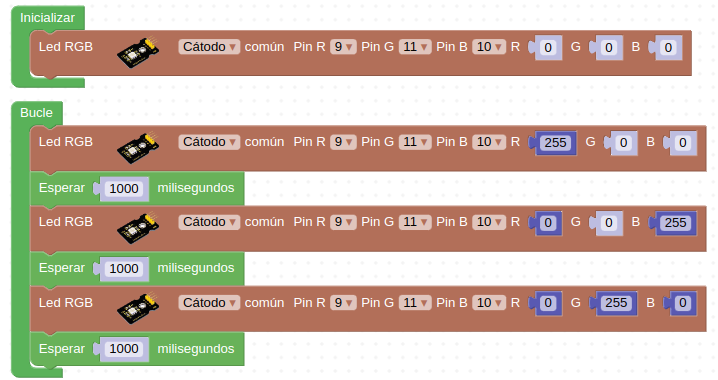 Inicializar
Led RGB Cátodo común Pin R 9 Pin G 11 Pin B 10 R 0 G 0 B 0
Bucle
Led RGB Cátodo común Pin R 9 Pin G 11 Pin B 10 R 255 G 0 B 0
Esperar 1000 milisegundos
Led RGB Cátodo común Pin R 9 Pin G 11 Pin B 10 R 0 G 0 B 255
Esperar 1000 milisegundos
Led RGB Cátodo común Pin R 9 Pin G 11 Pin B 10 R 0 G 255 B 0
Esperar 1000 milisegundos